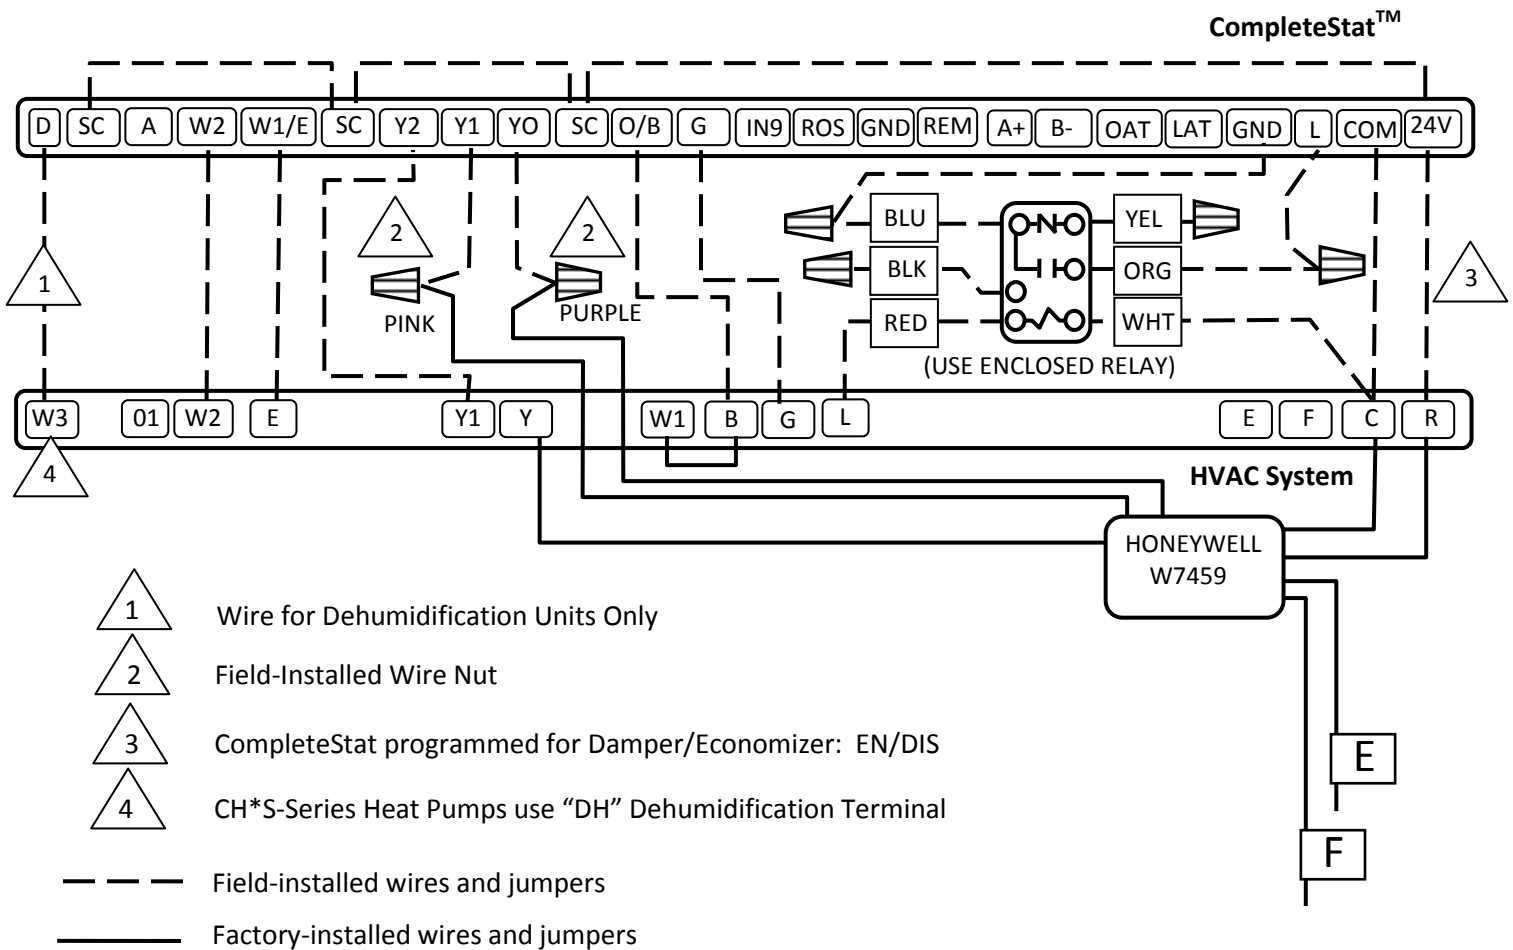 CompleteStat™
D SC A W2 W1/E SC Y2 Y1 YO SC O/B G IN9 ROS GND REM A+ B- OAT LAT GND L COM 24V
2 2 BLU YEL
1 BLK ORG 3
PINK PURPLE RED WHT
(USE ENCLOSED RELAY)
W3 01 W2 E Y1 Y W1 B G L E F C R
4 HVAC System
HONEYWELL
W7459
1 Wire for Dehumidification Units Only
2 Field-Installed Wire Nut
3 CompleteStat programmed for Damper/Economizer: EN/DIS
E
4 CH*S-Series Heat Pumps use “DH” Dehumidification Terminal
F
Field-installed wires and jumpers
Factory-installed wires and jumpers